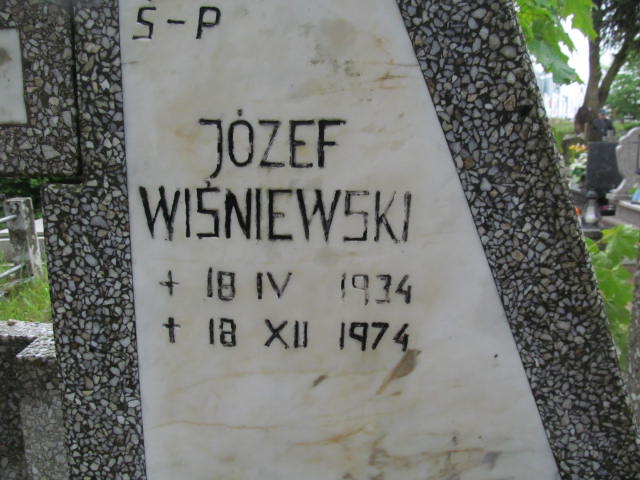 Ś-P
JÓZEF
WIŚNIEWSKI
+ 18 IV 1934
+ 18 XII 1974